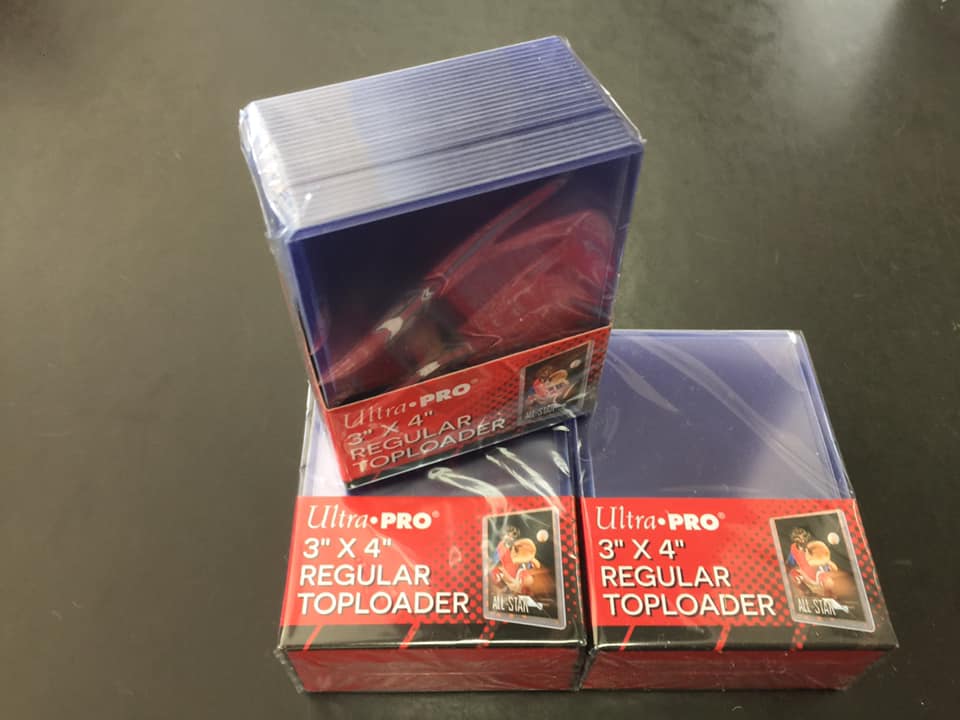 Ultra•PRO®
3" X 4"
REGULAR
TOPLOADER
ALL-STAR
Ultra•PRO®
3" X 4"
REGULAR
TOPLOADER
ALL-STAR
Ultra•PRO®
3" X 4"
REGULAR
TOPLOADER
ALL-STAR